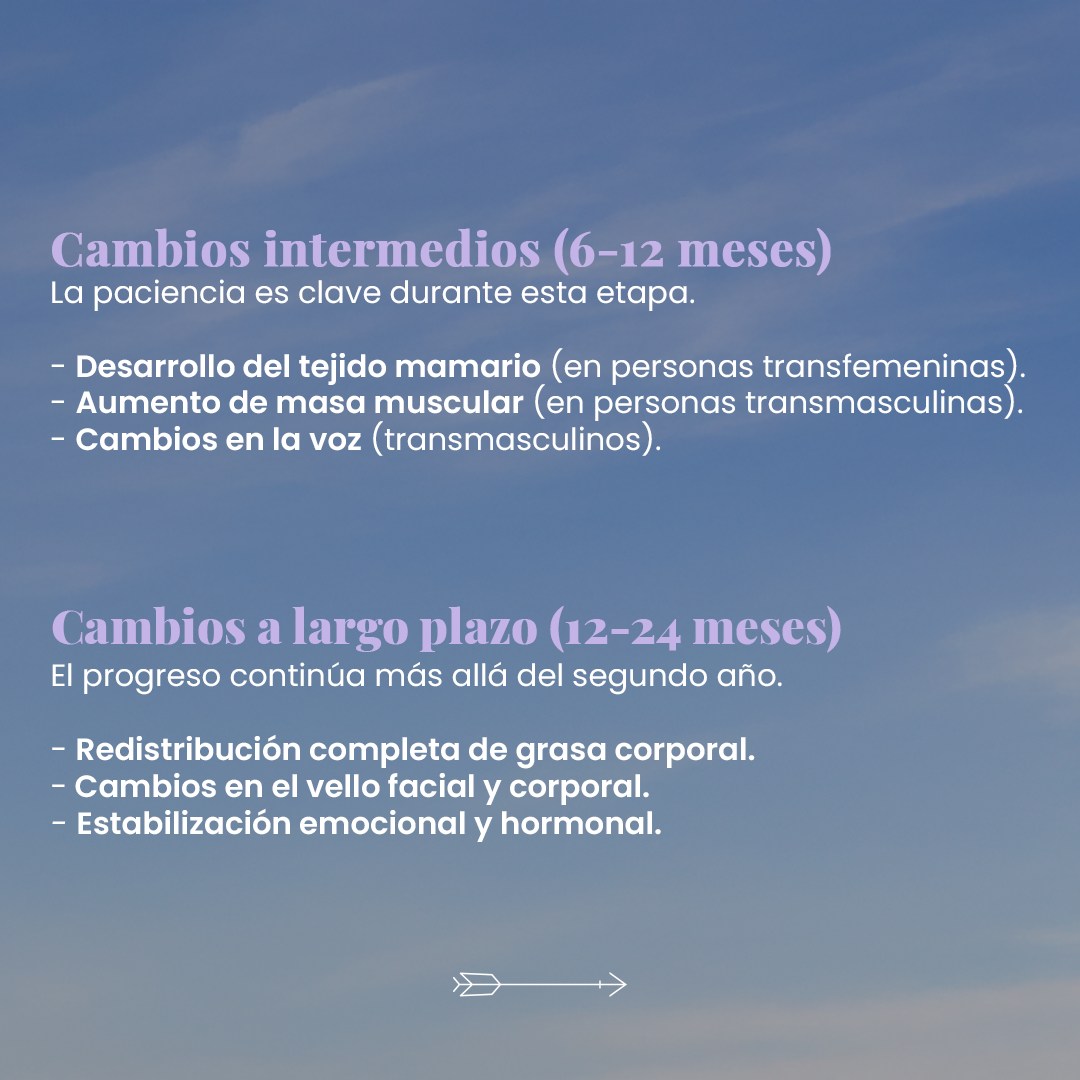 Cambios intermedios (6-12 meses)
La paciencia es clave durante esta etapa.
- Desarrollo del tejido mamario (en personas transfemeninas).
- Aumento de masa muscular (en personas transmasculinas).
- Cambios en la voz (transmasculinos).
Cambios a largo plazo (12-24 meses)
El progreso continúa más allá del segundo año.
- Redistribución completa de grasa corporal.
- Cambios en el vello facial y corporal.
- Estabilización emocional y hormonal.